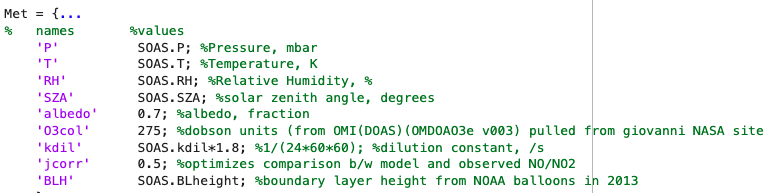 Met = {...
%   names       %values
    'P'          SOAS.P; %Pressure, mbar
    'T'          SOAS.T; %Temperature, K
    'RH'         SOAS.RH; %Relative Humidity, %
    'SZA'        SOAS.SZA; %solar zenith angle, degrees
    'albedo'     0.7; %albedo, fraction
    'O3col'      275; %dobson units (from OMI(DOAS)(OMDOAO3e v003) pulled from giovanni NASA site
    'kdil'       SOAS.kdil*1.8; %1/(24*60*60); %dilution constant, /s
    'jcorr'      0.5; %optimizes comparison b/w model and observed NO/NO2
    'BLH'        SOAS.BLheight; %boundary layer height from NOAA balloons in 2013